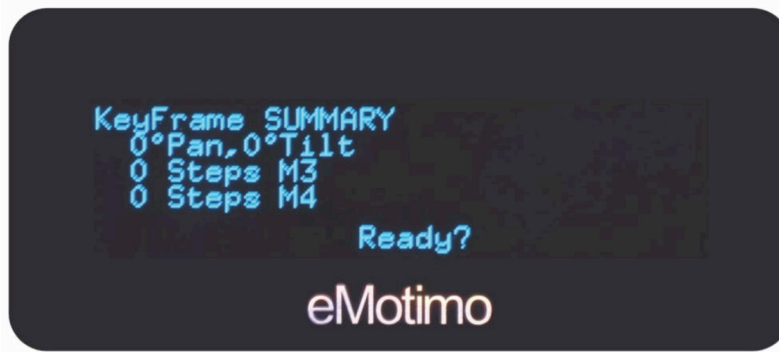 KeyFrame SUMMARY
0°Pan,0°Tilt
0 Steps M3
0 Steps M4
Ready?
eMotimo